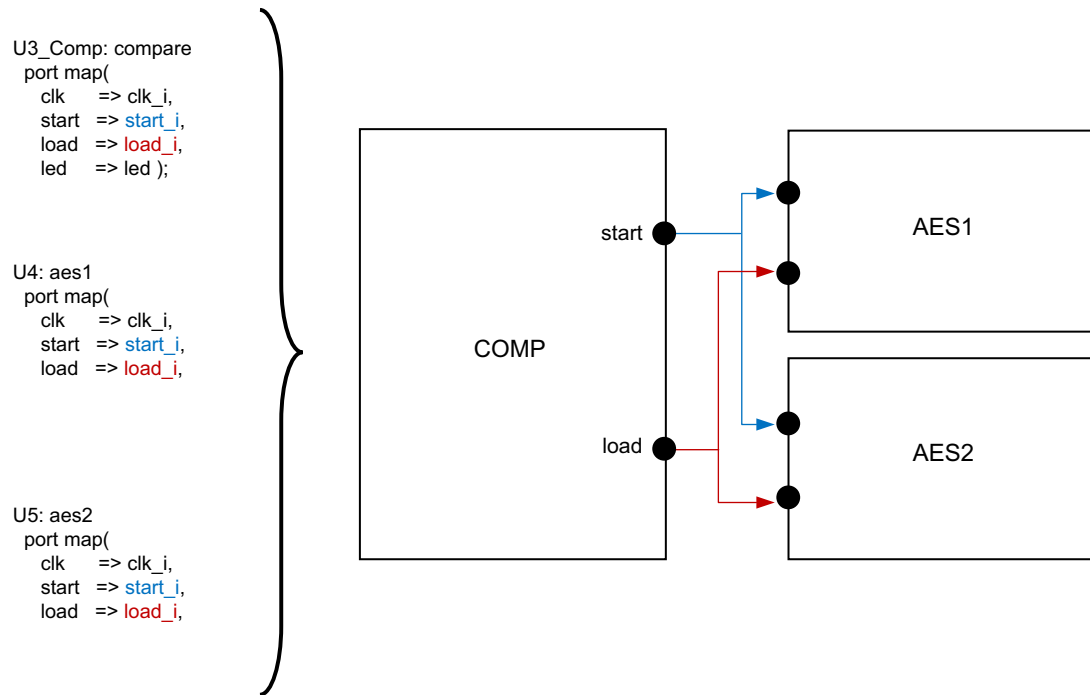 U3_Comp: compare
port map(
clk => clk_i,
start => start_i,
load => load_i,
led => led );
U4: aes1
port map(
clk => clk_i,
start => start_i,
load => load_i,
U5: aes2
port map(
clk => clk_i,
start => start_i,
load => load_i,
COMP
start
load
AES1
AES2